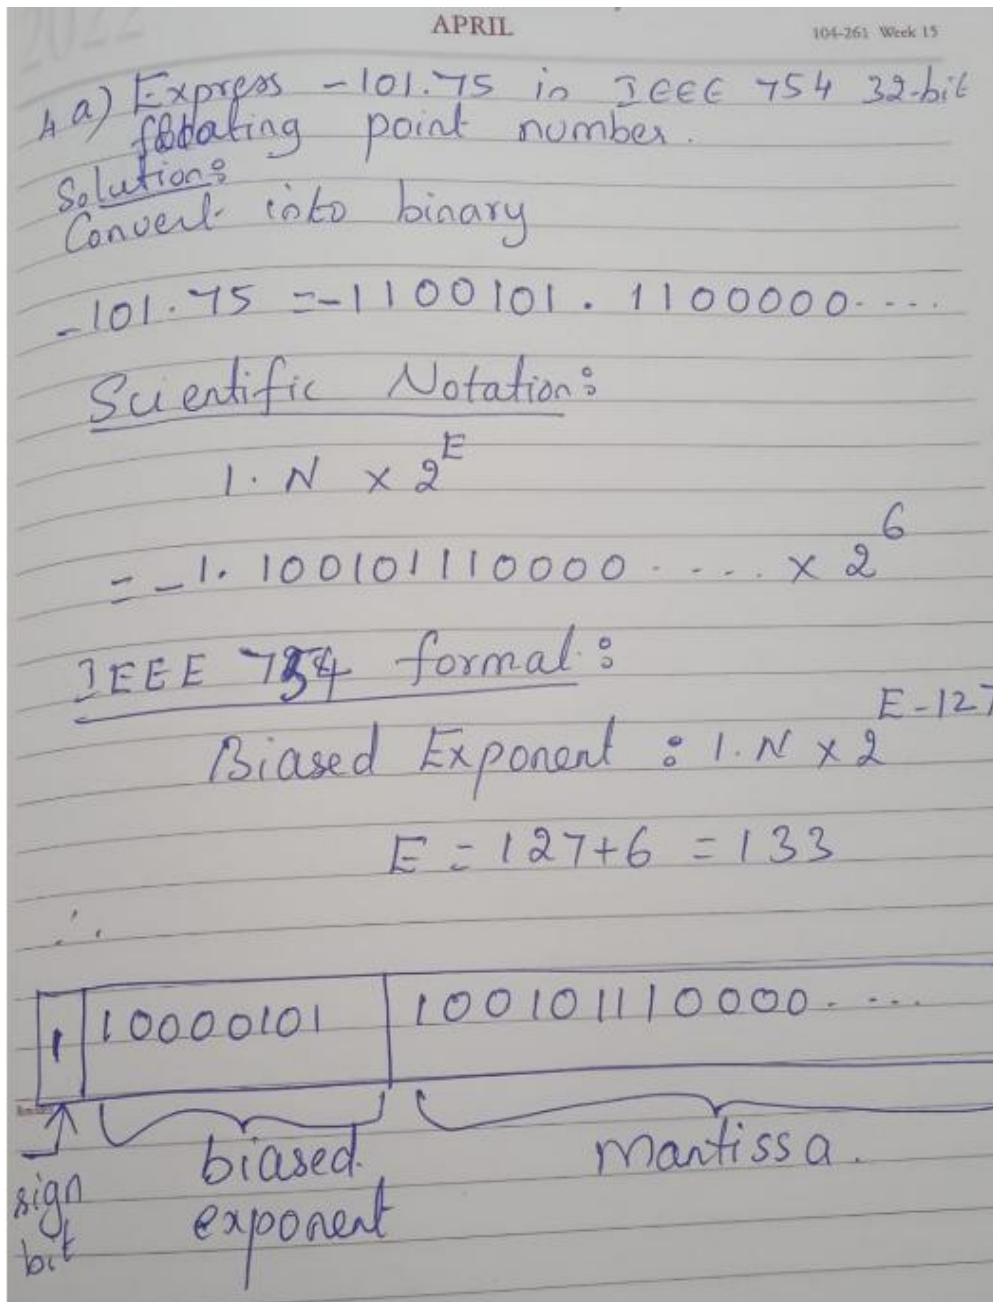 2022
APRIL
104-261 Week 15
4 a) Express -101.75 in IEEE 754 32-bit
floating point number.
Solution:
Convert into binary
-101.75 = -1100101.1100000....
Scientific Notation:
1.N × 2^E
= -1.100101110000.... × 2^6
IEEE 754 format:
Biased Exponent : 1.N × 2^E-127
E = 127+6 = 133
∴
1 10000101 100101110000....
sign bit
biased exponent
mantissa.